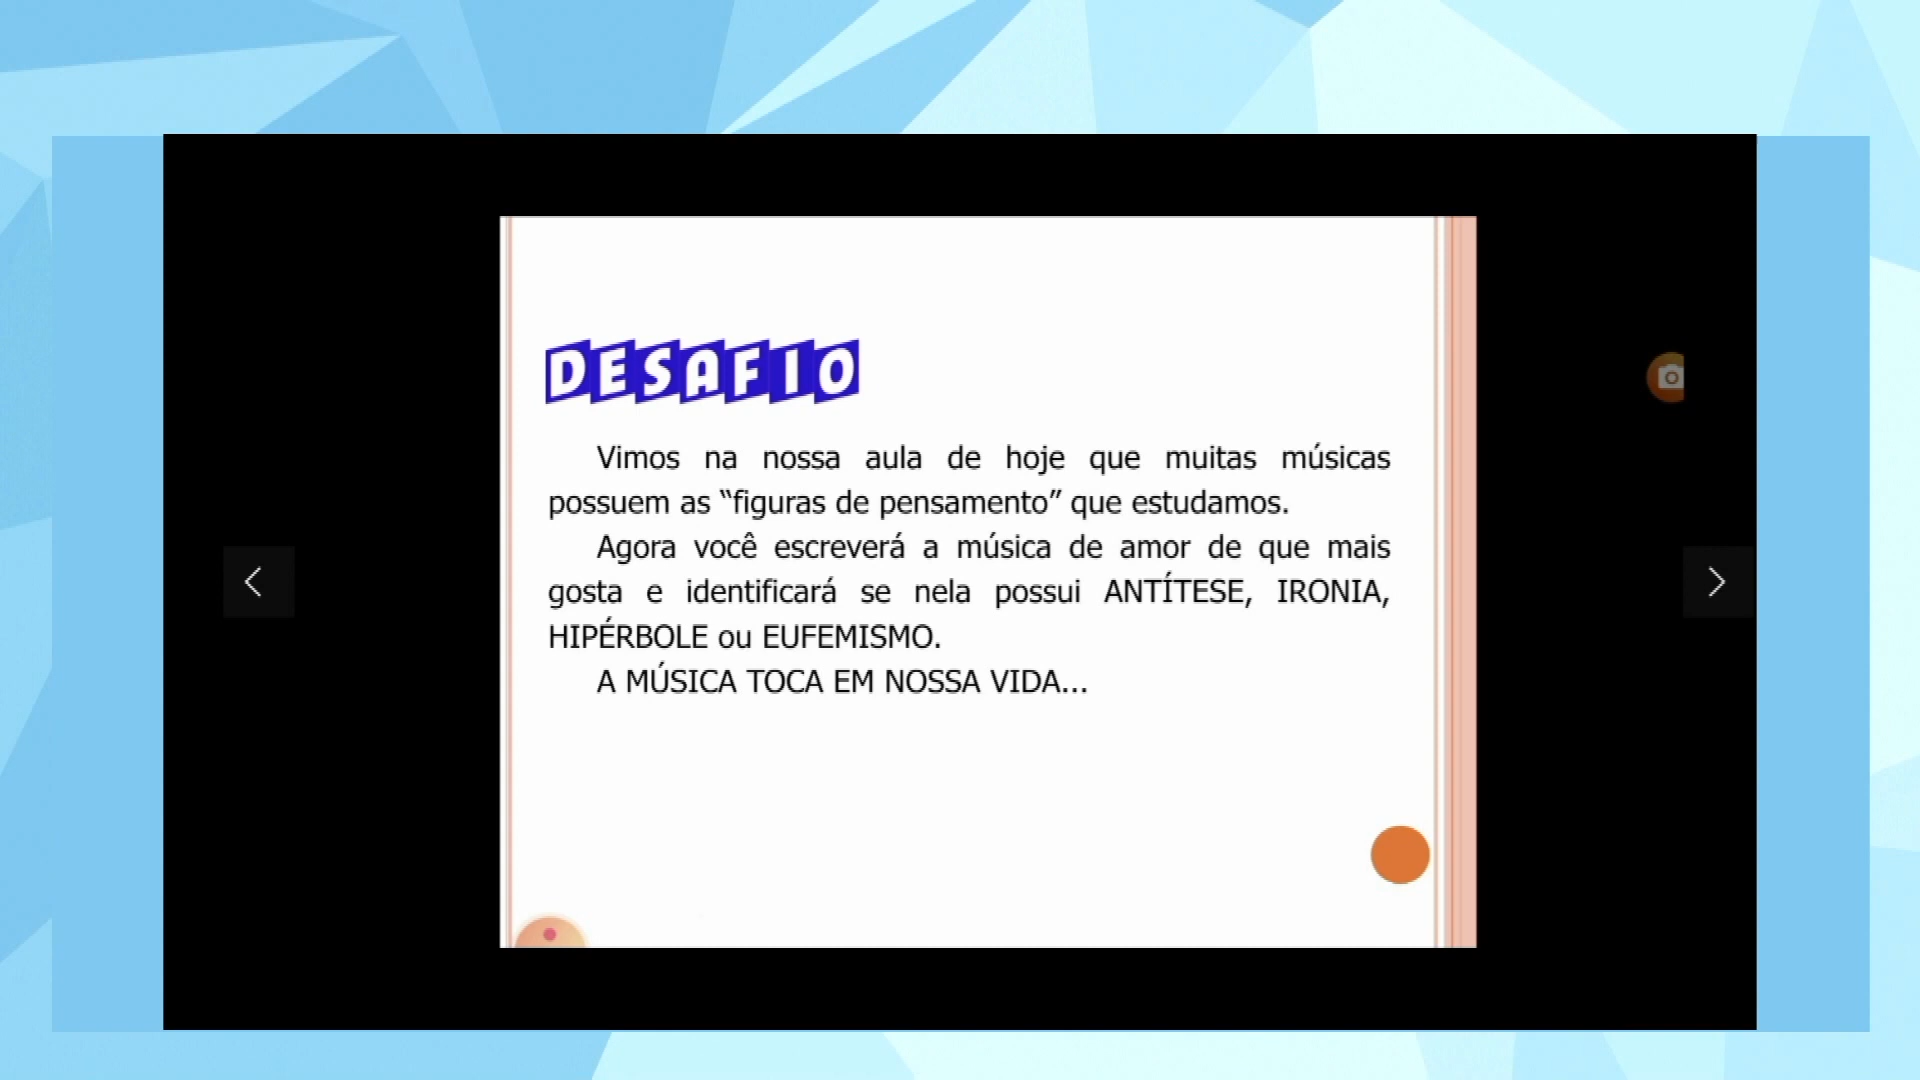 DESAFIO
Vimos na nossa aula de hoje que muitas músicas
possuem as “figuras de pensamento” que estudamos.
Agora você escreverá a música de amor de que mais
gosta e identificará se nela possui ANTÍTESE, IRONIA,
HIPÉRBOLE ou EUFEMISMO.
A MÚSICA TOCA EM NOSSA VIDA...